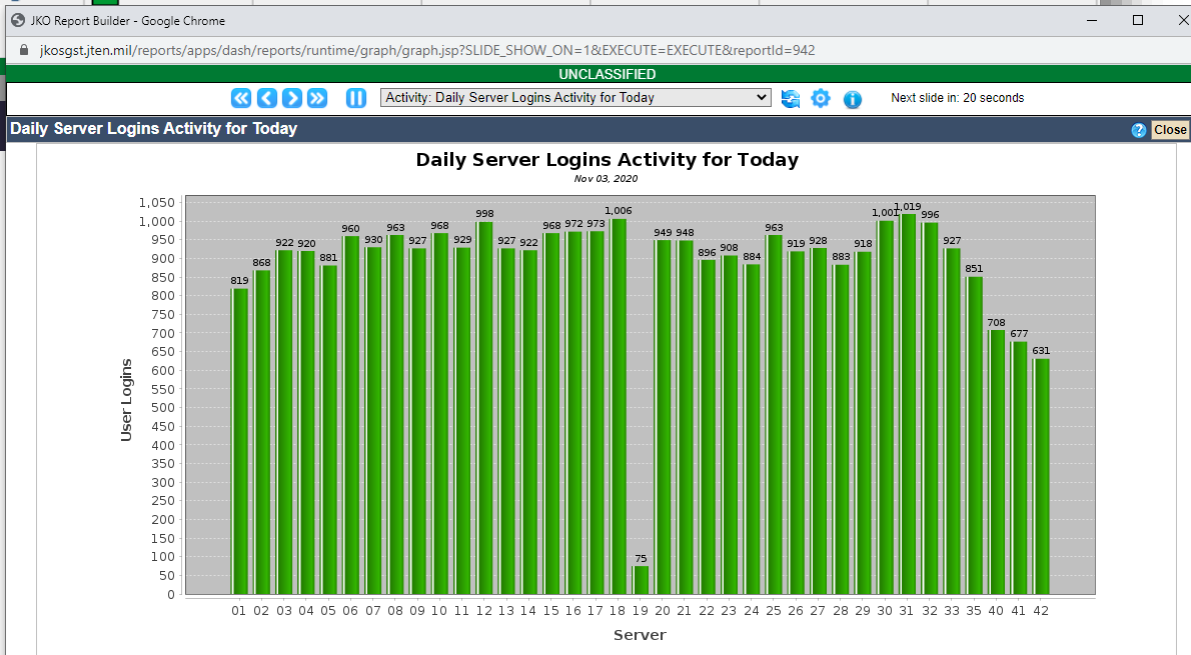 JKO Report Builder - Google Chrome
jkosgst.jten.mil/reports/apps/dash/reports/runtime/graph/graph.jsp?SLIDE_SHOW_ON=1&EXECUTE=EXECUTE&reportId=942
UNCLASSIFIED
Activity: Daily Server Logins Activity for Today Next slide in: 20 seconds
Daily Server Logins Activity for Today Close
Daily Server Logins Activity for Today
Nov 03, 2020
User Logins
1,050
1,000
950
900
850
800
750
700
650
600
550
500
450
400
350
300
250
200
150
100
50
0
819 868 922 920 881 960 930 963 927 968 929 998 927 922 968 972 973 1,006 75 949 948 896 908 884 963 919 928 883 918 1,001 1,019 996 927 851 708 677 631
01 02 03 04 05 06 07 08 09 10 11 12 13 14 15 16 17 18 19 20 21 22 23 24 25 26 27 28 29 30 31 32 33 35 40 41 42
Server